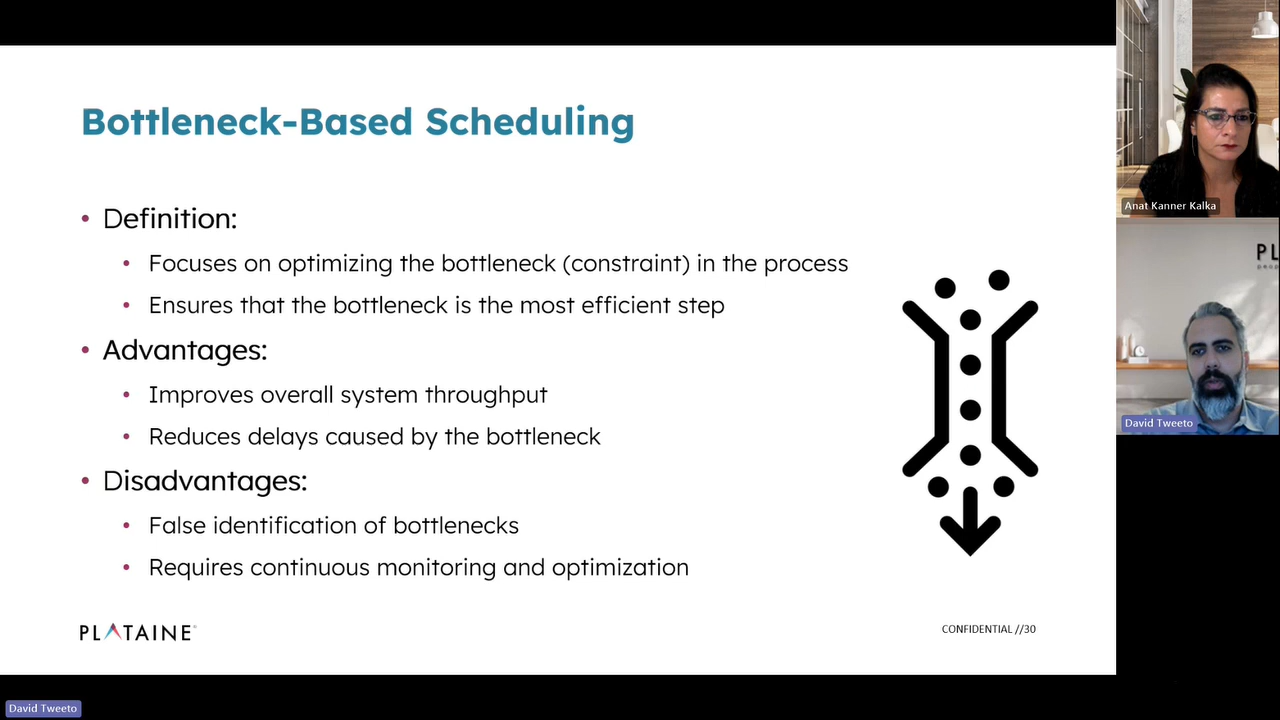 Bottleneck-Based Scheduling
• Definition:
• Focuses on optimizing the bottleneck (constraint) in the process
• Ensures that the bottleneck is the most efficient step
• Advantages:
• Improves overall system throughput
• Reduces delays caused by the bottleneck
• Disadvantages:
• False identification of bottlenecks
• Requires continuous monitoring and optimization
PLATAINE
CONFIDENTIAL //30
Anat Kanner Kalka
PL
David Tweeto
David Tweeto